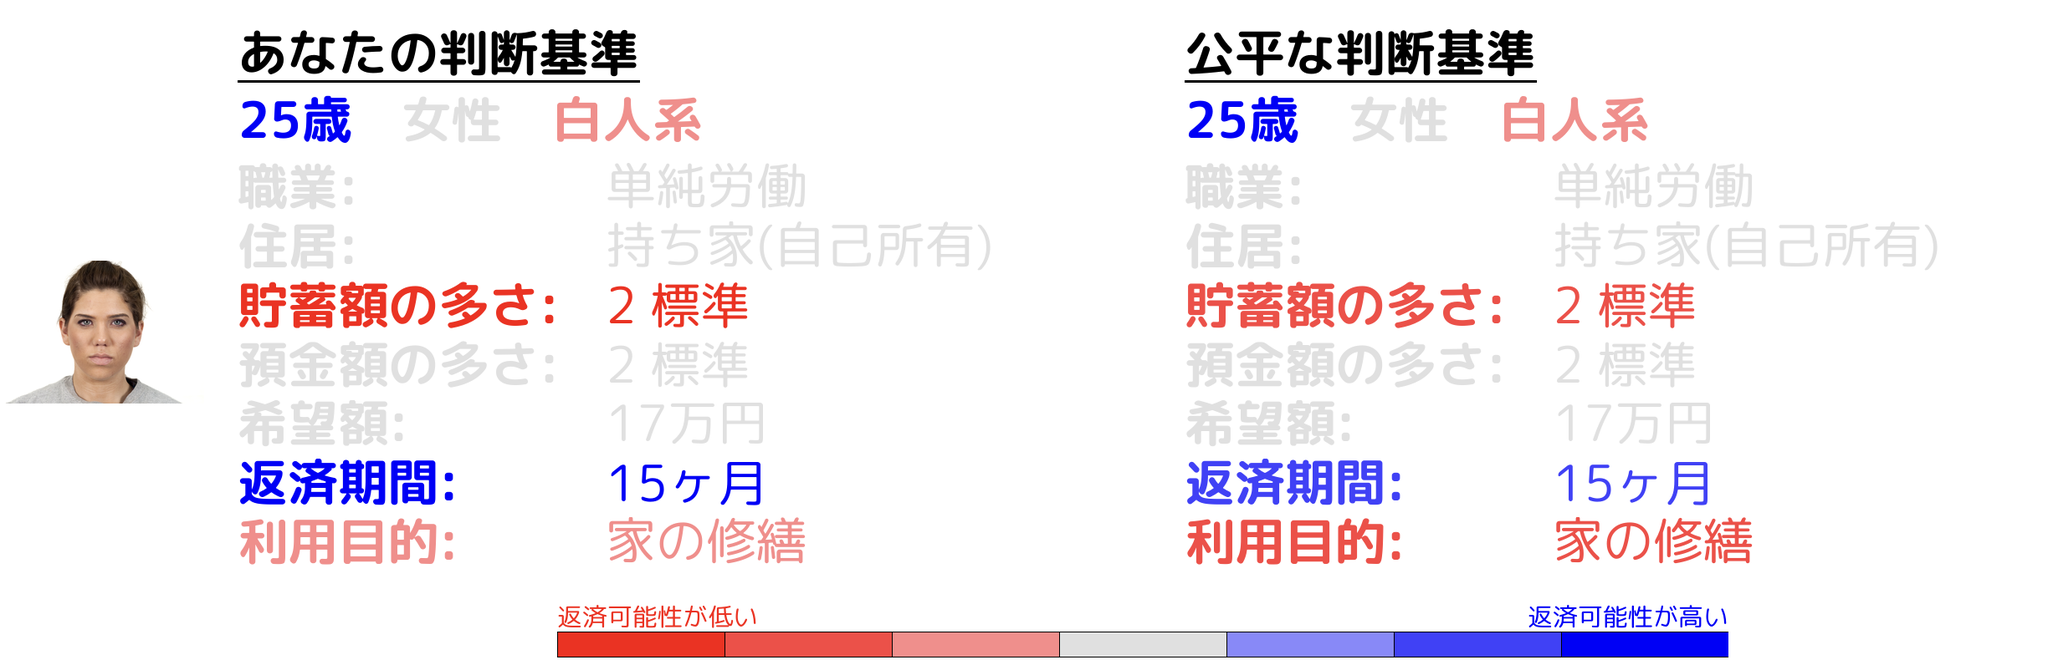 あなたの判断基準
25歳 女性 白人系
職業: 単純労働
住居: 持ち家(自己所有)
貯蓄額の多さ: 2 標準
預金額の多さ: 2 標準
希望額: 17万円
返済期間: 15ヶ月
利用目的: 家の修繕
公平な判断基準
25歳 女性 白人系
職業: 単純労働
住居: 持ち家(自己所有)
貯蓄額の多さ: 2 標準
預金額の多さ: 2 標準
希望額: 17万円
返済期間: 15ヶ月
利用目的: 家の修繕
返済可能性が低い
返済可能性が高い